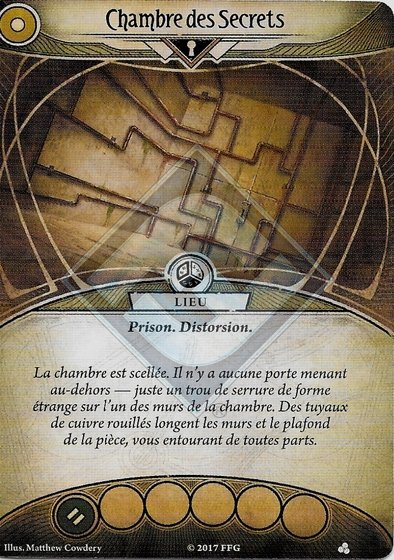 Chambre des Secrets
LIEU
Prison. Distorsion.
La chambre est scellée. Il n'y a aucune porte menant
au-dehors — juste un trou de serrure de forme
étrange sur l'un des murs de la chambre. Des tuyaux
de cuivre rouillés longent les murs et le plafond
de la pièce, vous entourant de toutes parts.
Illus. Matthew Cowdery
© 2017 FFG